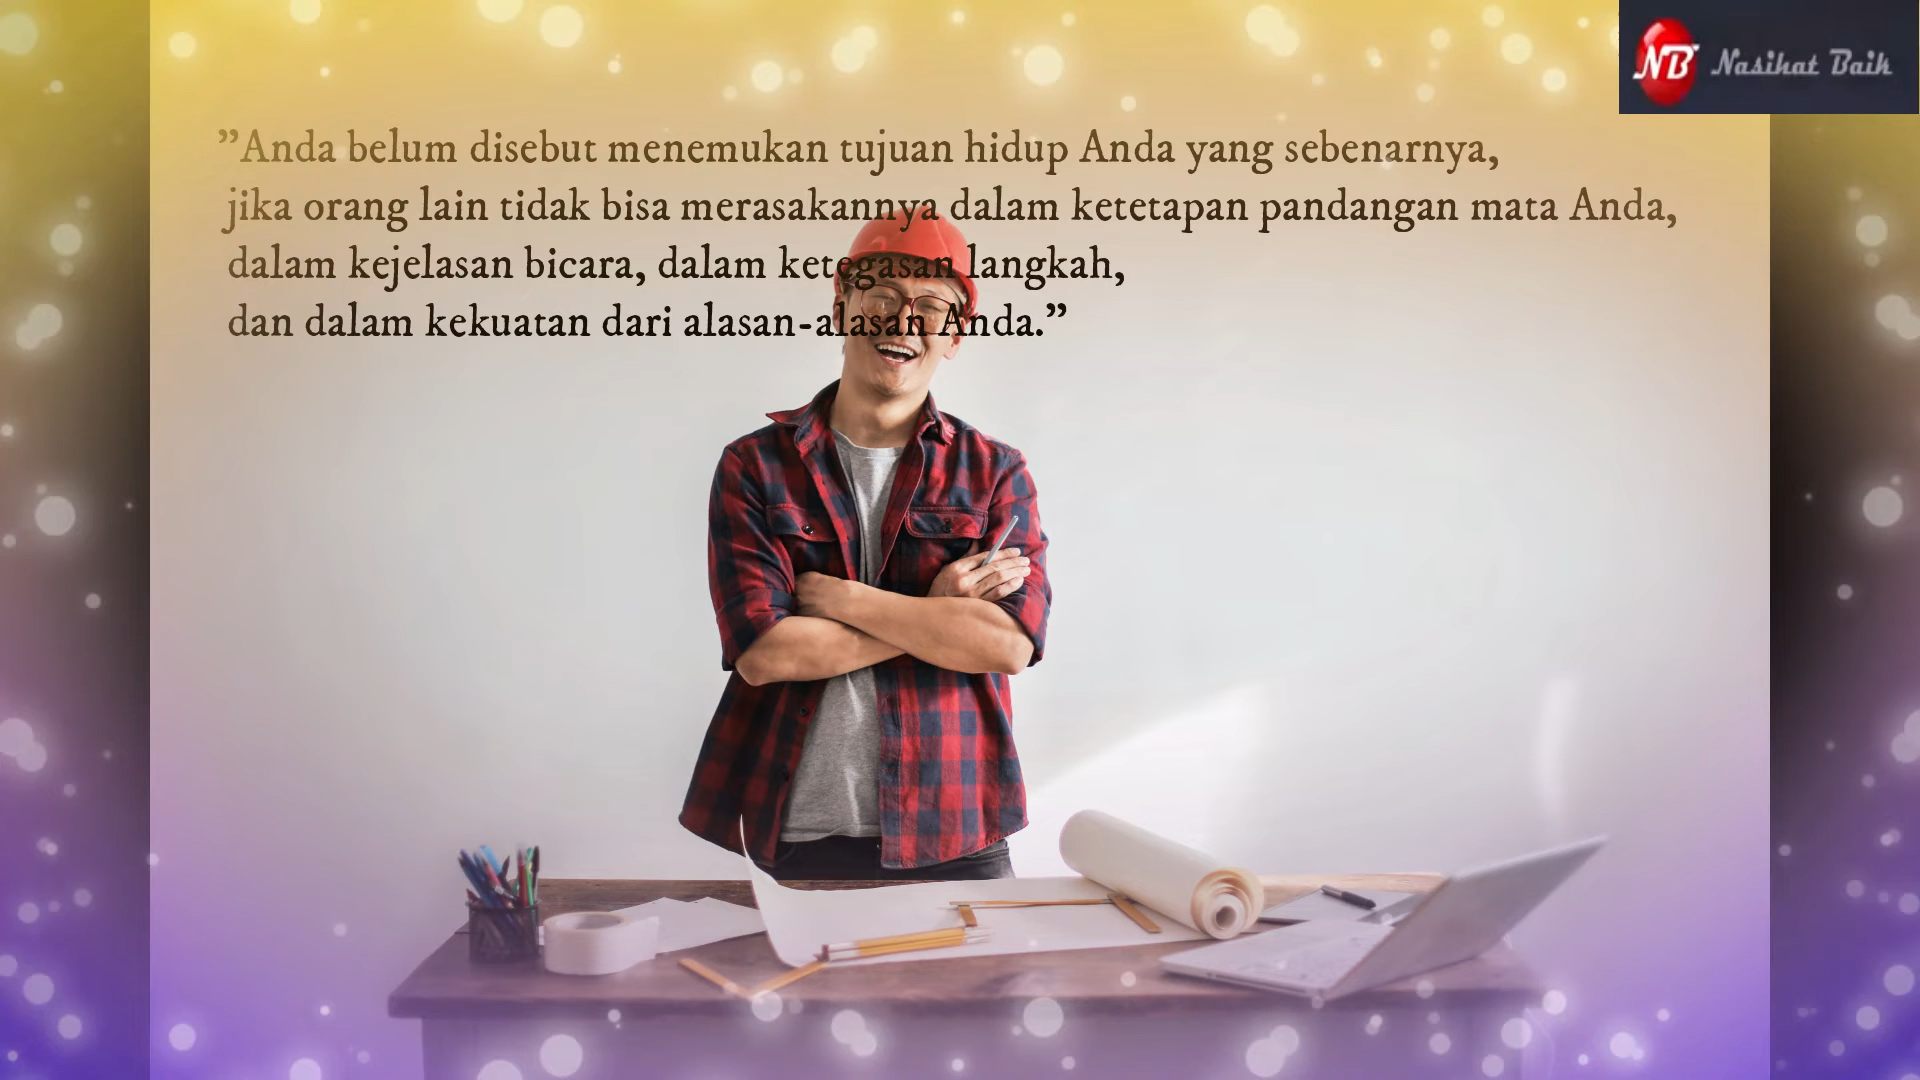 NB Nasihat Baik
”Anda belum disebut menemukan tujuan hidup Anda yang sebenarnya,
jika orang lain tidak bisa merasakannya dalam ketetapan pandangan mata Anda,
dalam kejelasan bicara, dalam ketegasan langkah,
dan dalam kekuatan dari alasan-alasan Anda.”